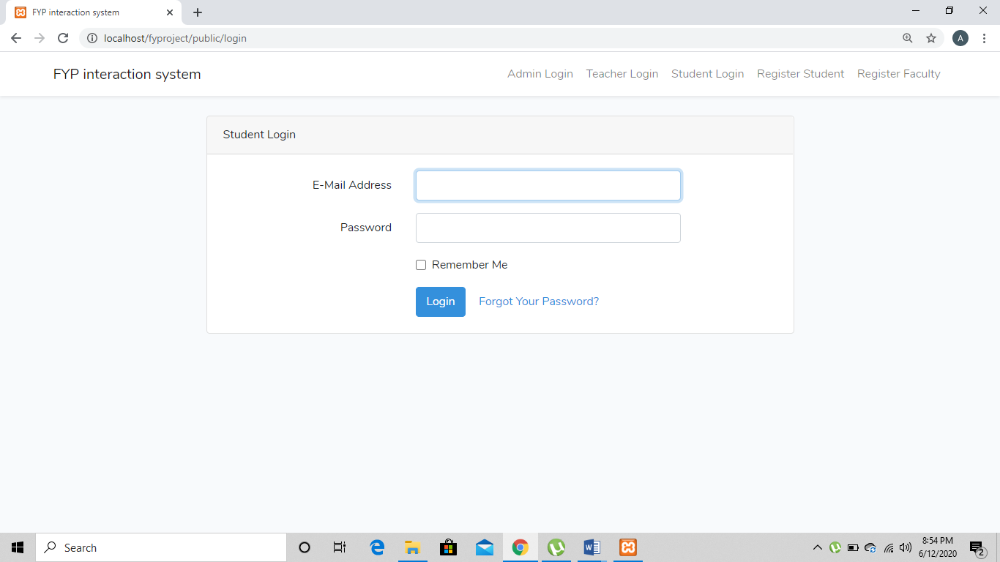 FYP interaction system
localhost/fyproject/public/login
A
FYP interaction system
Admin Login Teacher Login Student Login Register Student Register Faculty
Student Login
E-Mail Address
Password
Remember Me
Login Forgot Your Password?
Search
8:54 PM
6/12/2020
2